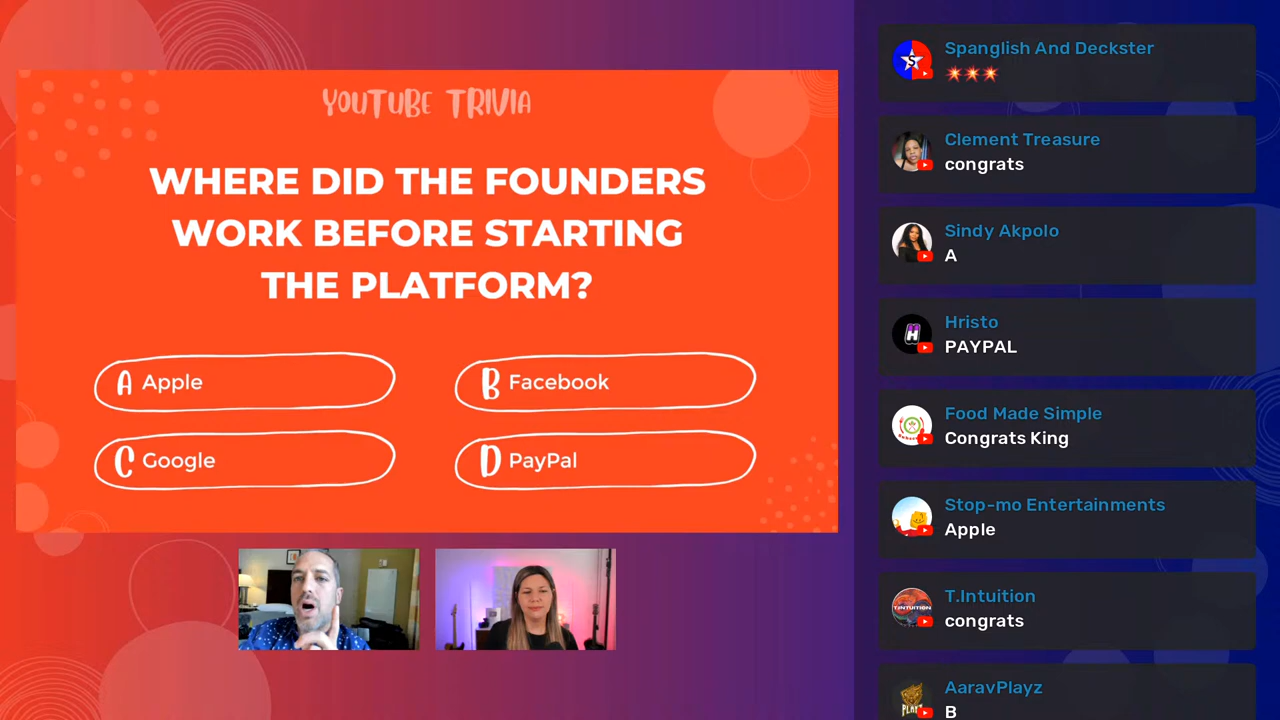 YOUTUBE TRIVIA
WHERE DID THE FOUNDERS
WORK BEFORE STARTING
THE PLATFORM?
A Apple
B Facebook
C Google
D PayPal
Spanglish And Deckster
Clement Treasure
congrats
Sindy Akpolo
A
Hristo
PAYPAL
Food Made Simple
Congrats King
Stop-mo Entertainments
Apple
T.Intuition
congrats
AaravPlayz
B